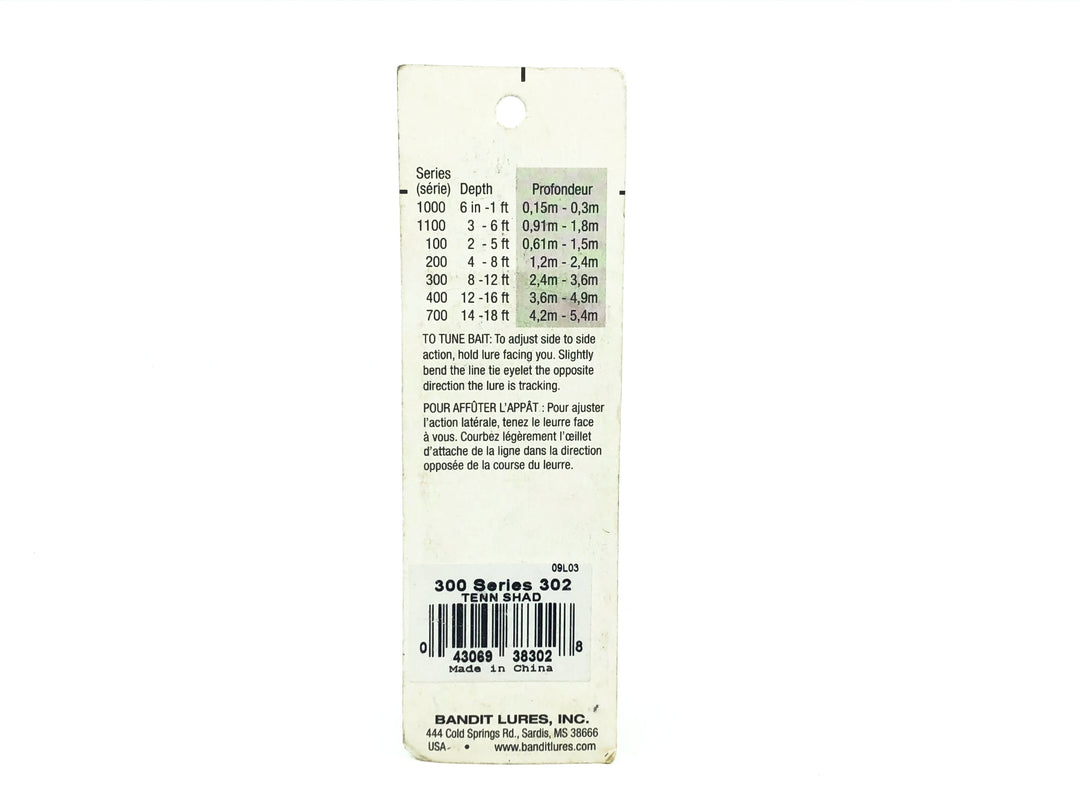 Series
(série) Depth Profondeur
1000 6 in -1 ft 0,15m - 0,3m
1100 3 - 6 ft 0,91m - 1,8m
100 2 - 5 ft 0,61m - 1,5m
200 4 - 8 ft 1,2m - 2,4m
300 8 -12 ft 2,4m - 3,6m
400 12 -16 ft 3,6m - 4,9m
700 14 -18 ft 4,2m - 5,4m
TO TUNE BAIT: To adjust side to side
action, hold lure facing you. Slightly
bend the line tie eyelet the opposite
direction the lure is tracking.
POUR AFFÛTER L'APPÂT : Pour ajuster
l'action latérale, tenez le leurre face
à vous. Courbez légèrement l'œillet
d'attache de la ligne dans la direction
opposée de la course du leurre.
09L03
300 Series 302
TENN SHAD
0 43069 38302 8
Made in China
BANDIT LURES, INC.
444 Cold Springs Rd., Sardis, MS 38666
USA • www.banditlures.com